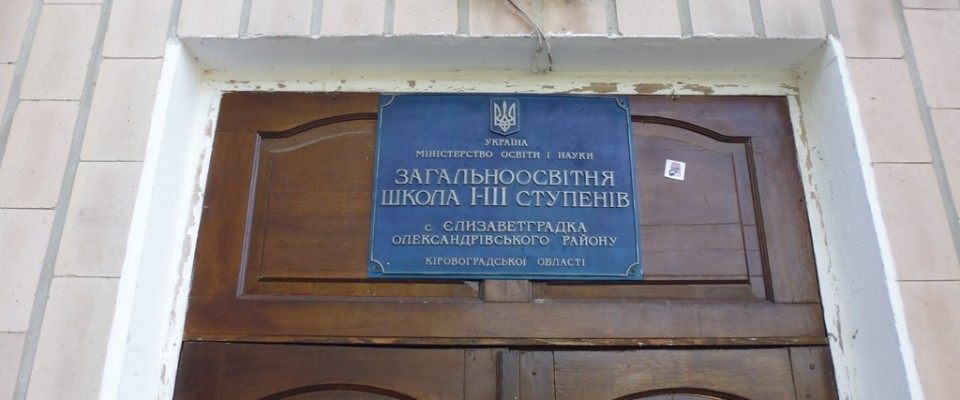 УКРАЇНА
МІНІСТЕРСТВО ОСВІТИ І НАУКИ
ЗАГАЛЬНООСВІТНЯ
ШКОЛА І-ІІІ СТУПЕНІВ
с. ЄЛИЗАВЕТГРАДКА
ОЛЕКСАНДРІВСЬКОГО РАЙОНУ
КІРОВОГРАДСЬКОЇ ОБЛАСТІ